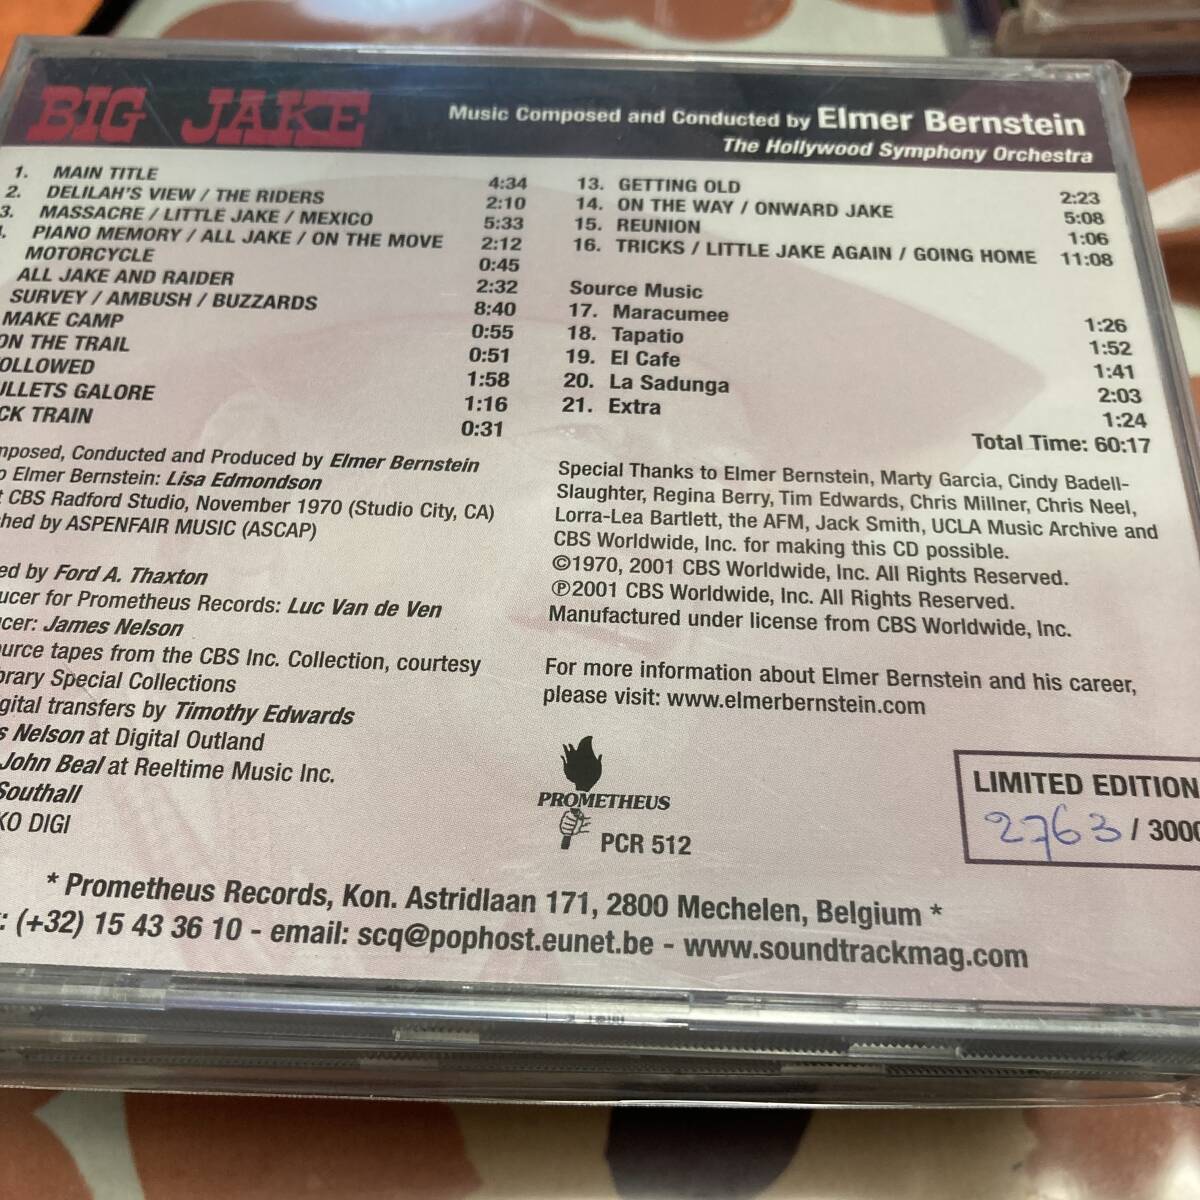 BIG JAKE
Music Composed and Conducted by Elmer Bernstein
The Hollywood Symphony Orchestra
1. MAIN TITLE 4:34
2. DELILAH'S VIEW / THE RIDERS 2:10
3. MASSACRE / LITTLE JAKE / MEXICO 5:33
PIANO MEMORY / ALL JAKE / ON THE MOVE 2:12
MOTORCYCLE 0:45
ALL JAKE AND RAIDER 2:32
SURVEY / AMBUSH / BUZZARDS 8:40
MAKE CAMP 0:55
ON THE TRAIL 0:51
OLLOWED 1:58
ULLETS GALORE 1:16
CK TRAIN 0:31
13. GETTING OLD 2:23
14. ON THE WAY / ONWARD JAKE 5:08
15. REUNION 1:06
16. TRICKS / LITTLE JAKE AGAIN / GOING HOME 11:08
Source Music
17. Maracumee 1:26
18. Tapatio 1:52
19. El Cafe 1:41
20. La Sadunga 2:03
21. Extra 1:24
Total Time: 60:17
mposed, Conducted and Produced by Elmer Bernstein
o Elmer Bernstein: Lisa Edmondson
t CBS Radford Studio, November 1970 (Studio City, CA)
hed by ASPENFAIR MUSIC (ASCAP)
ed by Ford A. Thaxton
ucer for Prometheus Records: Luc Van de Ven
cer: James Nelson
ource tapes from the CBS Inc. Collection, courtesy
brary Special Collections
gital transfers by Timothy Edwards
s Nelson at Digital Outland
John Beal at Reeltime Music Inc.
Southall
KO DIGI
Special Thanks to Elmer Bernstein, Marty Garcia, Cindy Badell-
Slaughter, Regina Berry, Tim Edwards, Chris Millner, Chris Neel,
Lorra-Lea Bartlett, the AFM, Jack Smith, UCLA Music Archive and
CBS Worldwide, Inc. for making this CD possible.
©1970, 2001 CBS Worldwide, Inc. All Rights Reserved.
℗2001 CBS Worldwide, Inc. All Rights Reserved.
Manufactured under license from CBS Worldwide, Inc.
For more information about Elmer Bernstein and his career,
please visit: www.elmerbernstein.com
PROMETHEUS
PCR 512
LIMITED EDITION
2763 / 3000
* Prometheus Records, Kon. Astridlaan 171, 2800 Mechelen, Belgium *
: (+32) 15 43 36 10 - email: scq@pophost.eunet.be - www.soundtrackmag.com